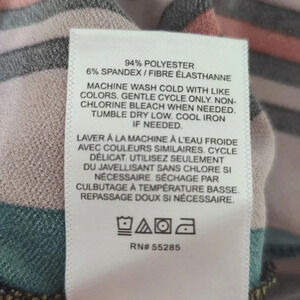 94% POLYESTER
6% SPANDEX / FIBRE ÉLASTHANNE
MACHINE WASH COLD WITH LIKE
COLORS. GENTLE CYCLE ONLY. NON-
CHLORINE BLEACH WHEN NEEDED.
TUMBLE DRY LOW. COOL IRON
IF NEEDED.
LAVER À LA MACHINE À L'EAU FROIDE
AVEC COULEURS SIMILAIRES. CYCLE
DÉLICAT. UTILISEZ SEULEMENT
DU JAVELLISANT SANS CHLORE SI
NÉCESSAIRE. SÉCHAGE PAR
CULBUTAGE À TEMPÉRATURE BASSE.
REPASSAGE DOUX SI NÉCESSAIRE.
RN# 55285